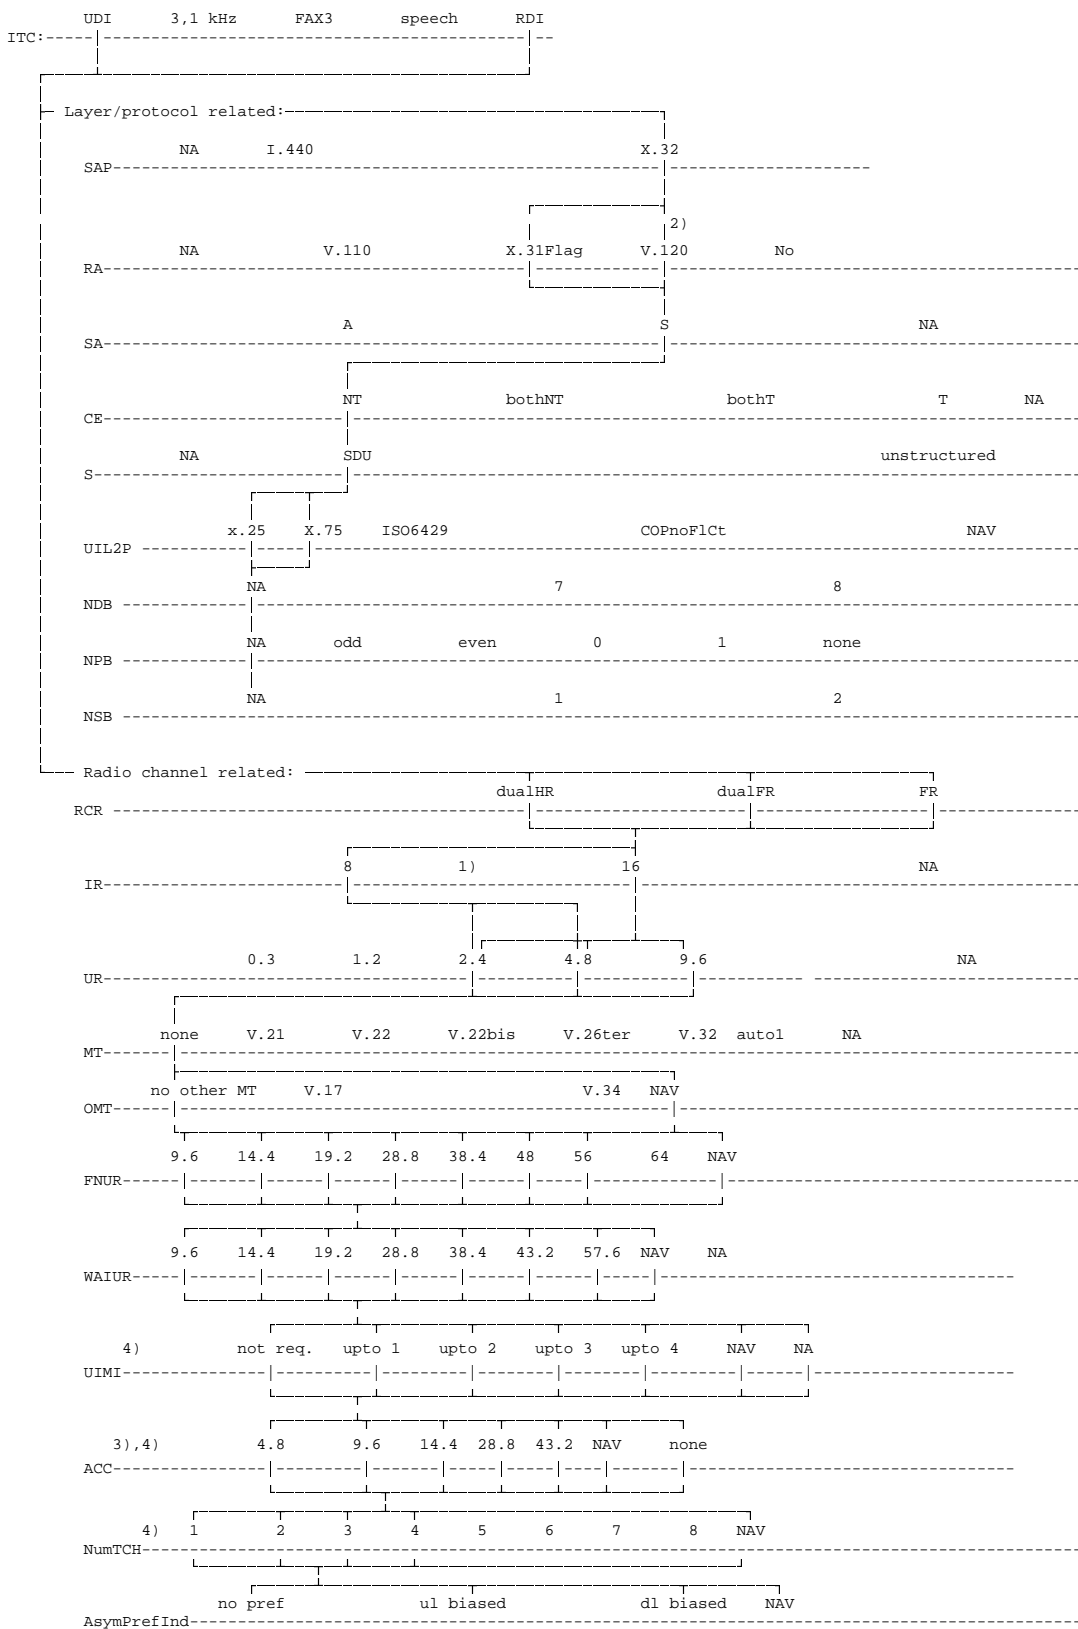 UDI 3,1 kHz FAX3 speech RDI
ITC:
Layer/protocol related:
NA I.440 X.32
SAP
2)
NA V.110 X.31Flag V.120 No
RA
A S NA
SA
NT bothNT bothT T NA
CE
NA SDU unstructured
S
x.25 X.75 ISO6429 COPnoFlCt NAV
UIL2P
NA 7 8
NDB
NA odd even 0 1 none
NPB
NA 1 2
NSB
Radio channel related:
dualHR dualFR FR
RCR
8 1) 16 NA
IR
0.3 1.2 2.4 4.8 9.6 NA
UR
none V.21 V.22 V.22bis V.26ter V.32 auto1 NA
MT
no other MT V.17 V.34 NAV
OMT
9.6 14.4 19.2 28.8 38.4 48 56 64 NAV
FNUR
9.6 14.4 19.2 28.8 38.4 43.2 57.6 NAV NA
WAIUR
4) not req. upto 1 upto 2 upto 3 upto 4 NAV NA
UIMI
3),4) 4.8 9.6 14.4 28.8 43.2 NAV none
ACC
4) 1 2 3 4 5 6 7 8 NAV
NumTCH
no pref ul biased dl biased NAV
AsymPrefInd